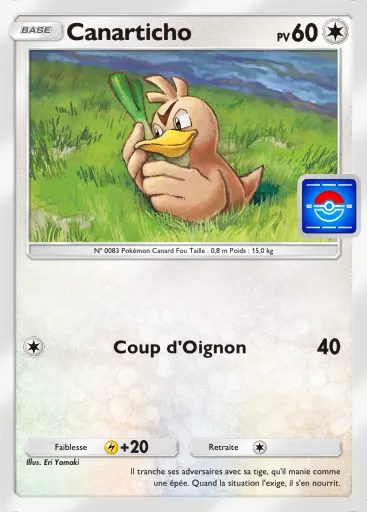 BASE
Canarticho
PV 60
N° 0083 Pokémon Canard Fou Taille : 0,8 m Poids : 15,0 kg
Coup d'Oignon 40
Faiblesse +20 Retraite
Illus. Eri Yamaki
Il tranche ses adversaires avec sa tige, qu'il manie comme
une épée. Quand la situation l'exige, il s'en nourrit.